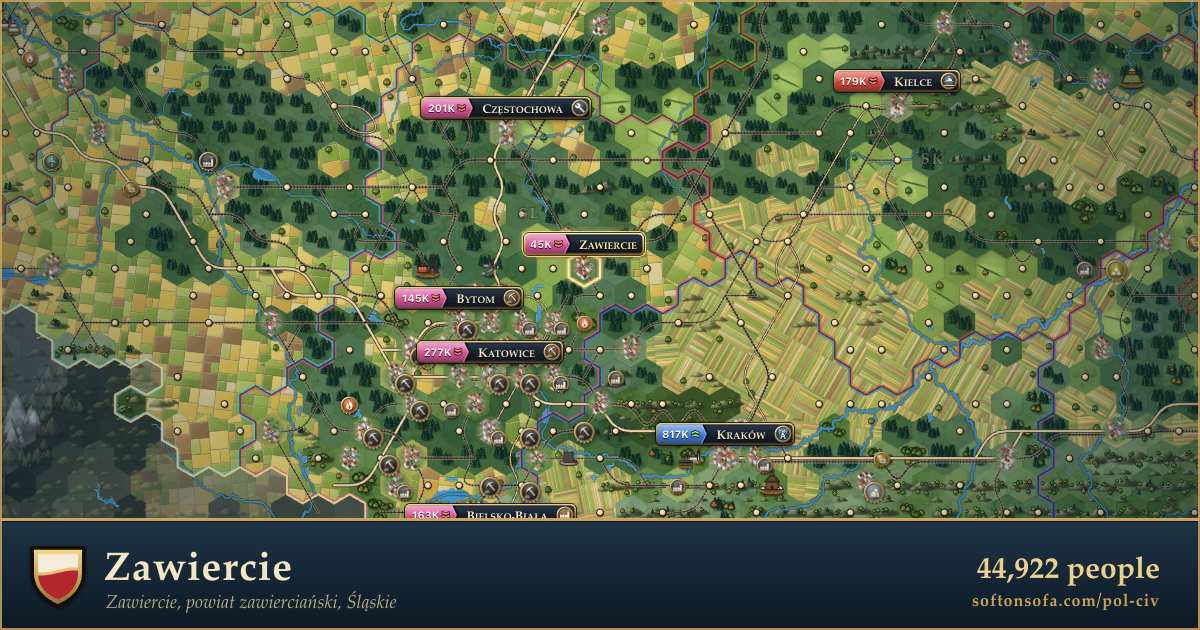 179K KIELCE
201K CZĘSTOCHOWA
45K ZAWIERCIE
145K BYTOM
277K KATOWICE
817K KRAKÓW
163K BIELSKO-BIAŁA
Zawiercie
Zawiercie, powiat zawierciański, Śląskie
44,922 people
softonsofa.com/pol-civ